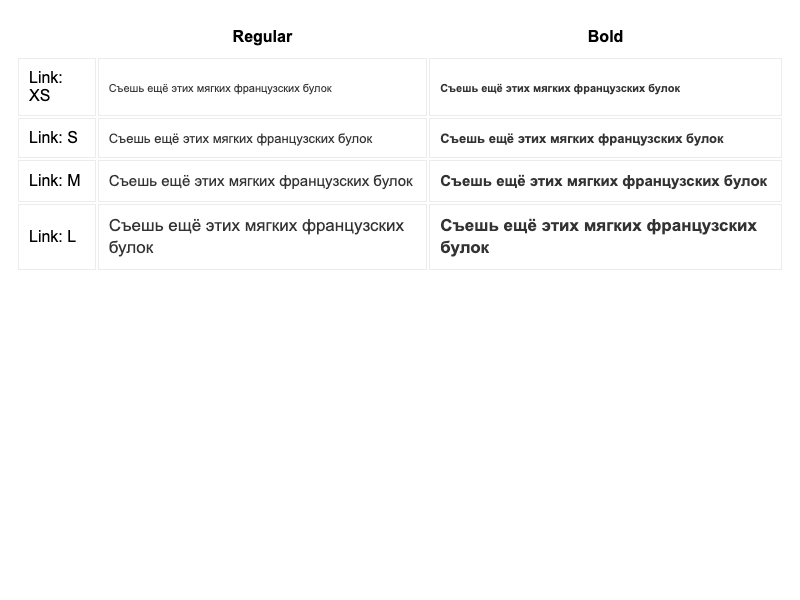 Regular Bold
Link: XS Съешь ещё этих мягких французских булок Съешь ещё этих мягких французских булок
Link: S Съешь ещё этих мягких французских булок Съешь ещё этих мягких французских булок
Link: M Съешь ещё этих мягких французских булок Съешь ещё этих мягких французских булок
Link: L Съешь ещё этих мягких французских булок Съешь ещё этих мягких французских булок